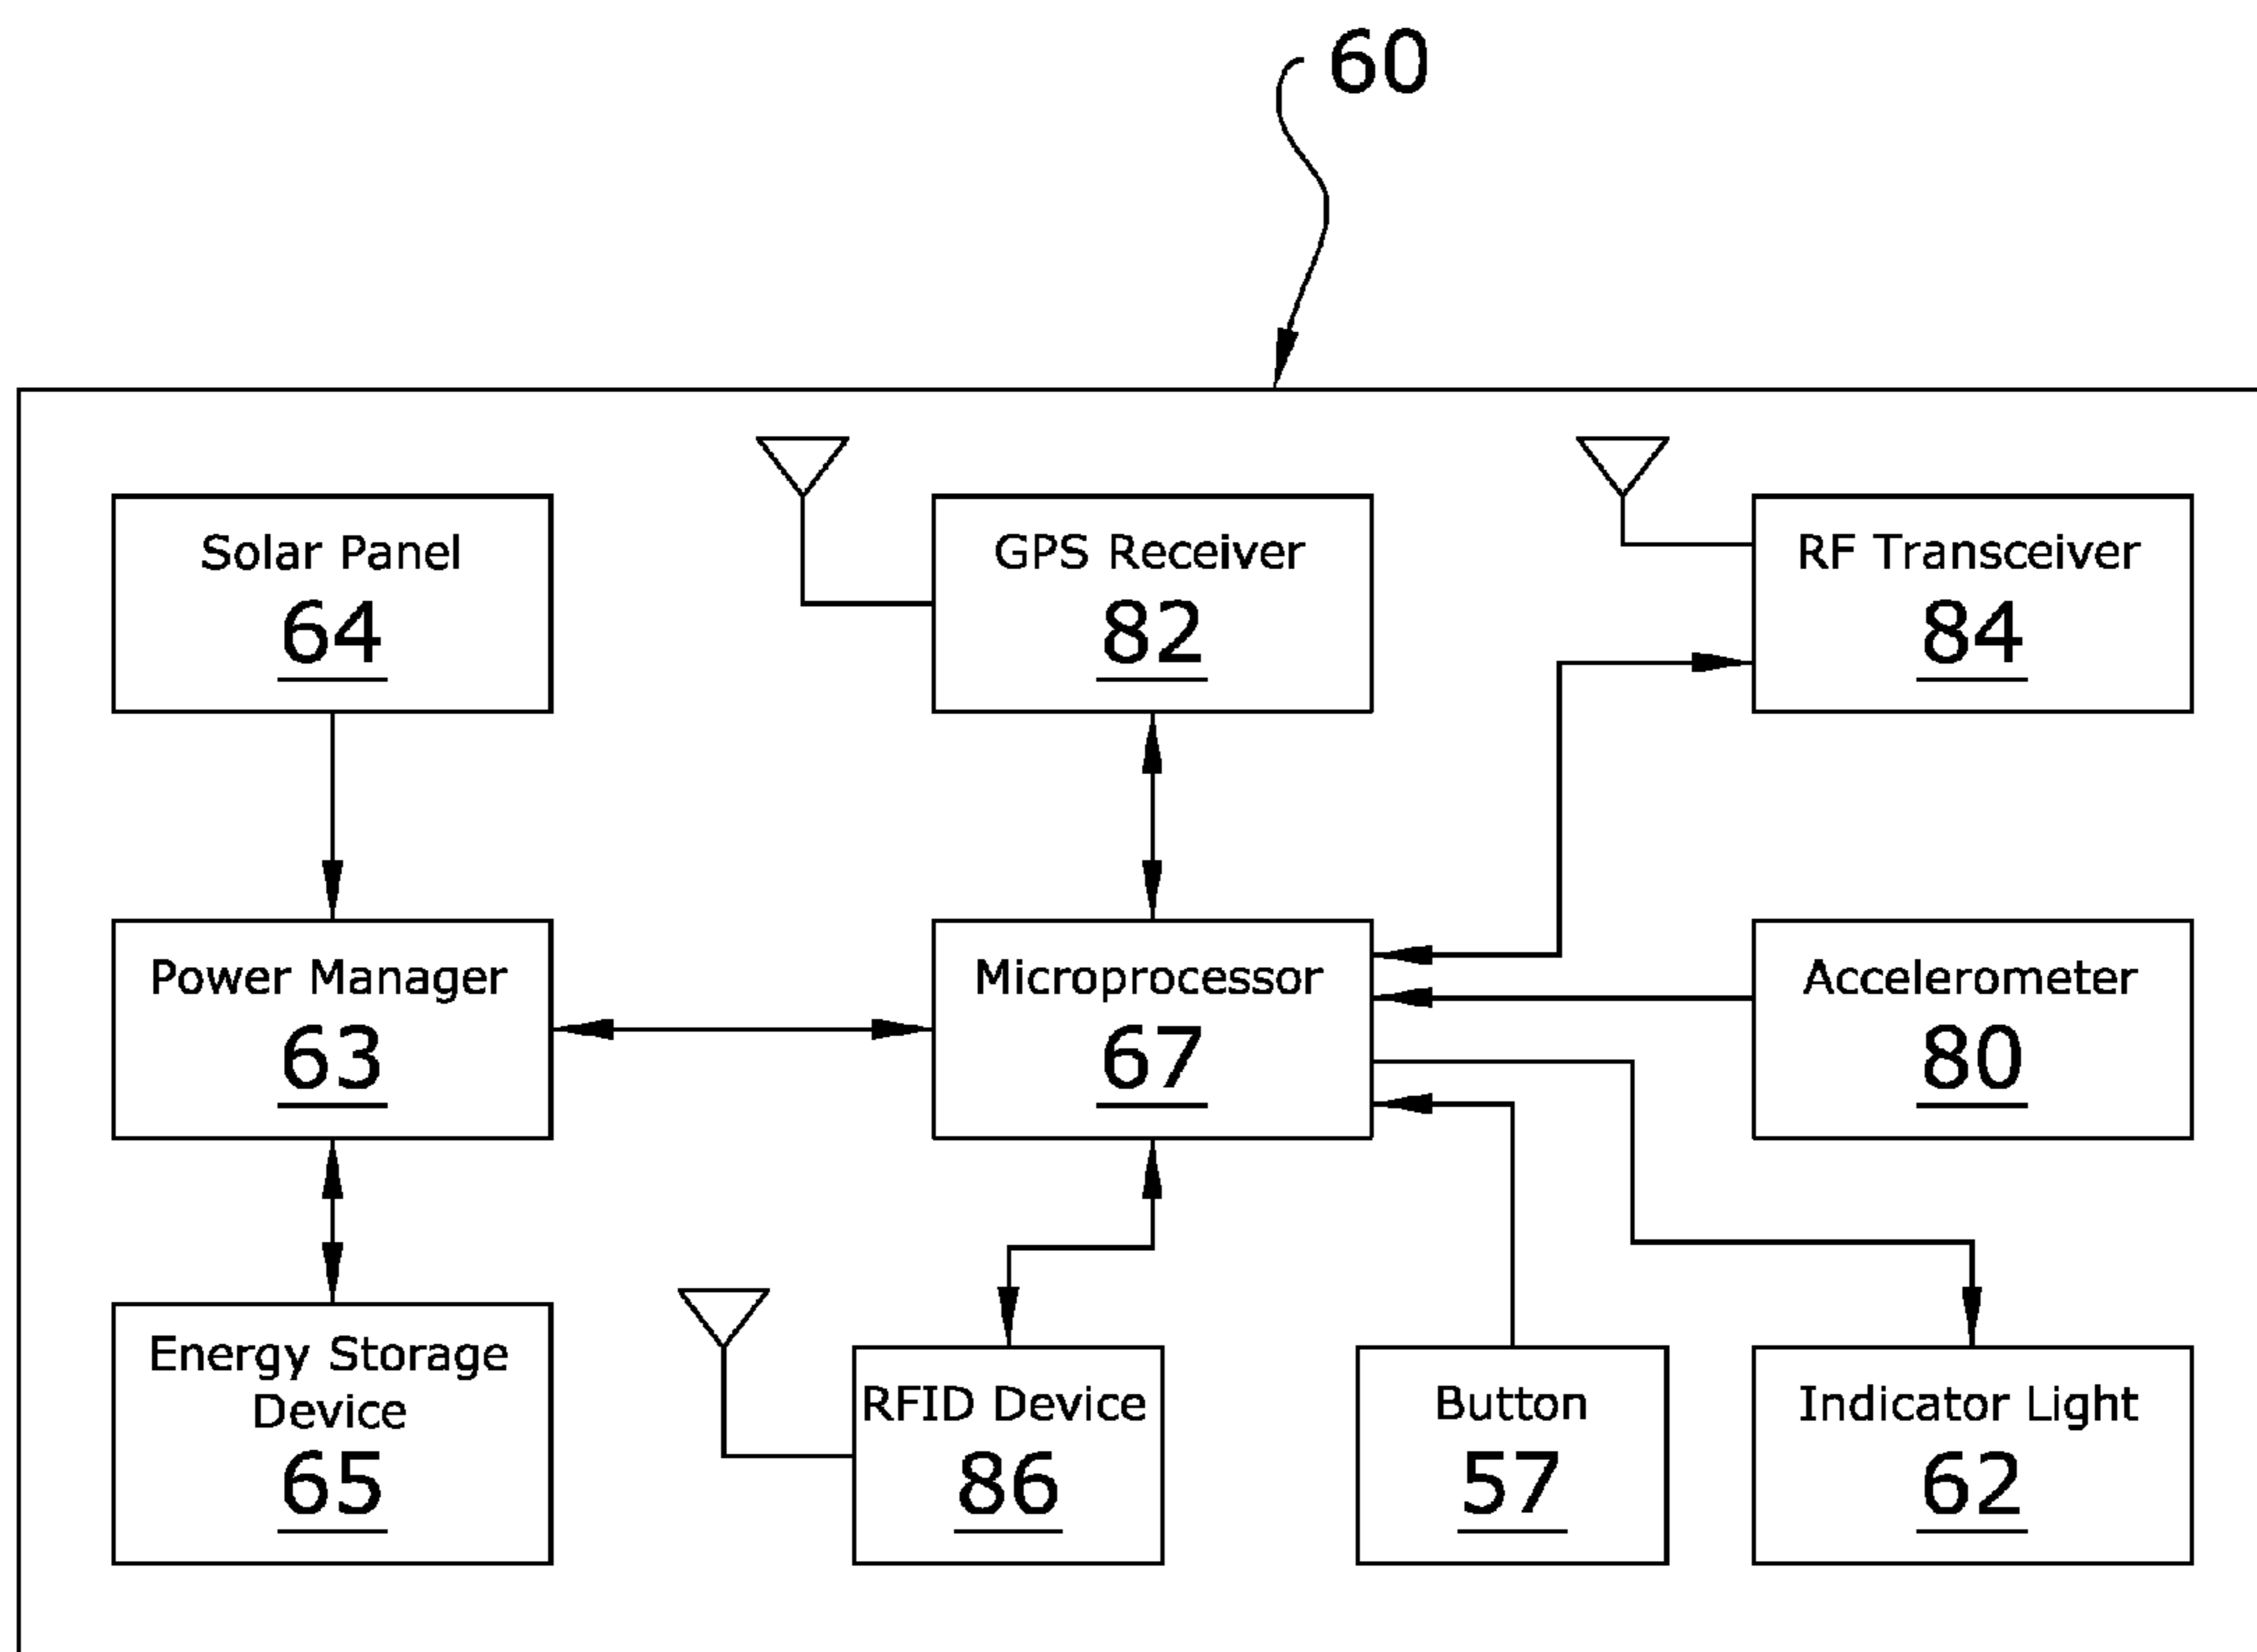 60
Solar Panel
64
GPS Receiver
82
RF Transceiver
84
Power Manager
63
Microprocessor
67
Accelerometer
80
Energy Storage
Device
65
RFID Device
86
Button
57
Indicator Light
62